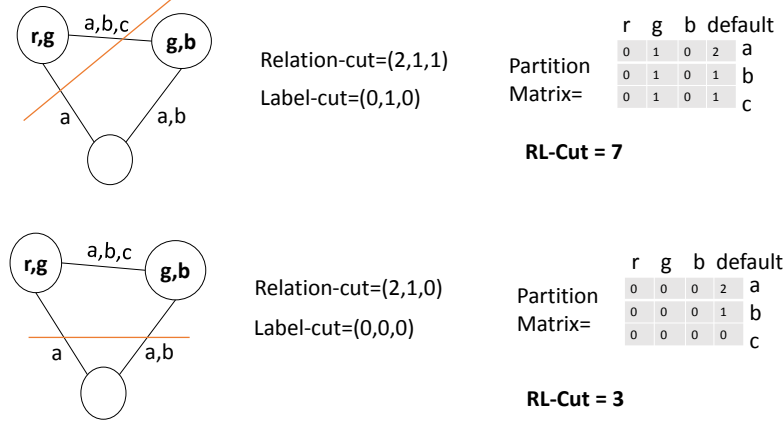 a,b,c
r,g
g,b
a
a,b
Relation-cut=(2,1,1)
Label-cut=(0,1,0)
Partition
Matrix=
r g b default
0 1 0 2 a
0 1 0 1 b
0 1 0 1 c
RL-Cut = 7
a,b,c
r,g
g,b
a
a,b
Relation-cut=(2,1,0)
Label-cut=(0,0,0)
Partition
Matrix=
r g b default
0 0 0 2 a
0 0 0 1 b
0 0 0 0 c
RL-Cut = 3